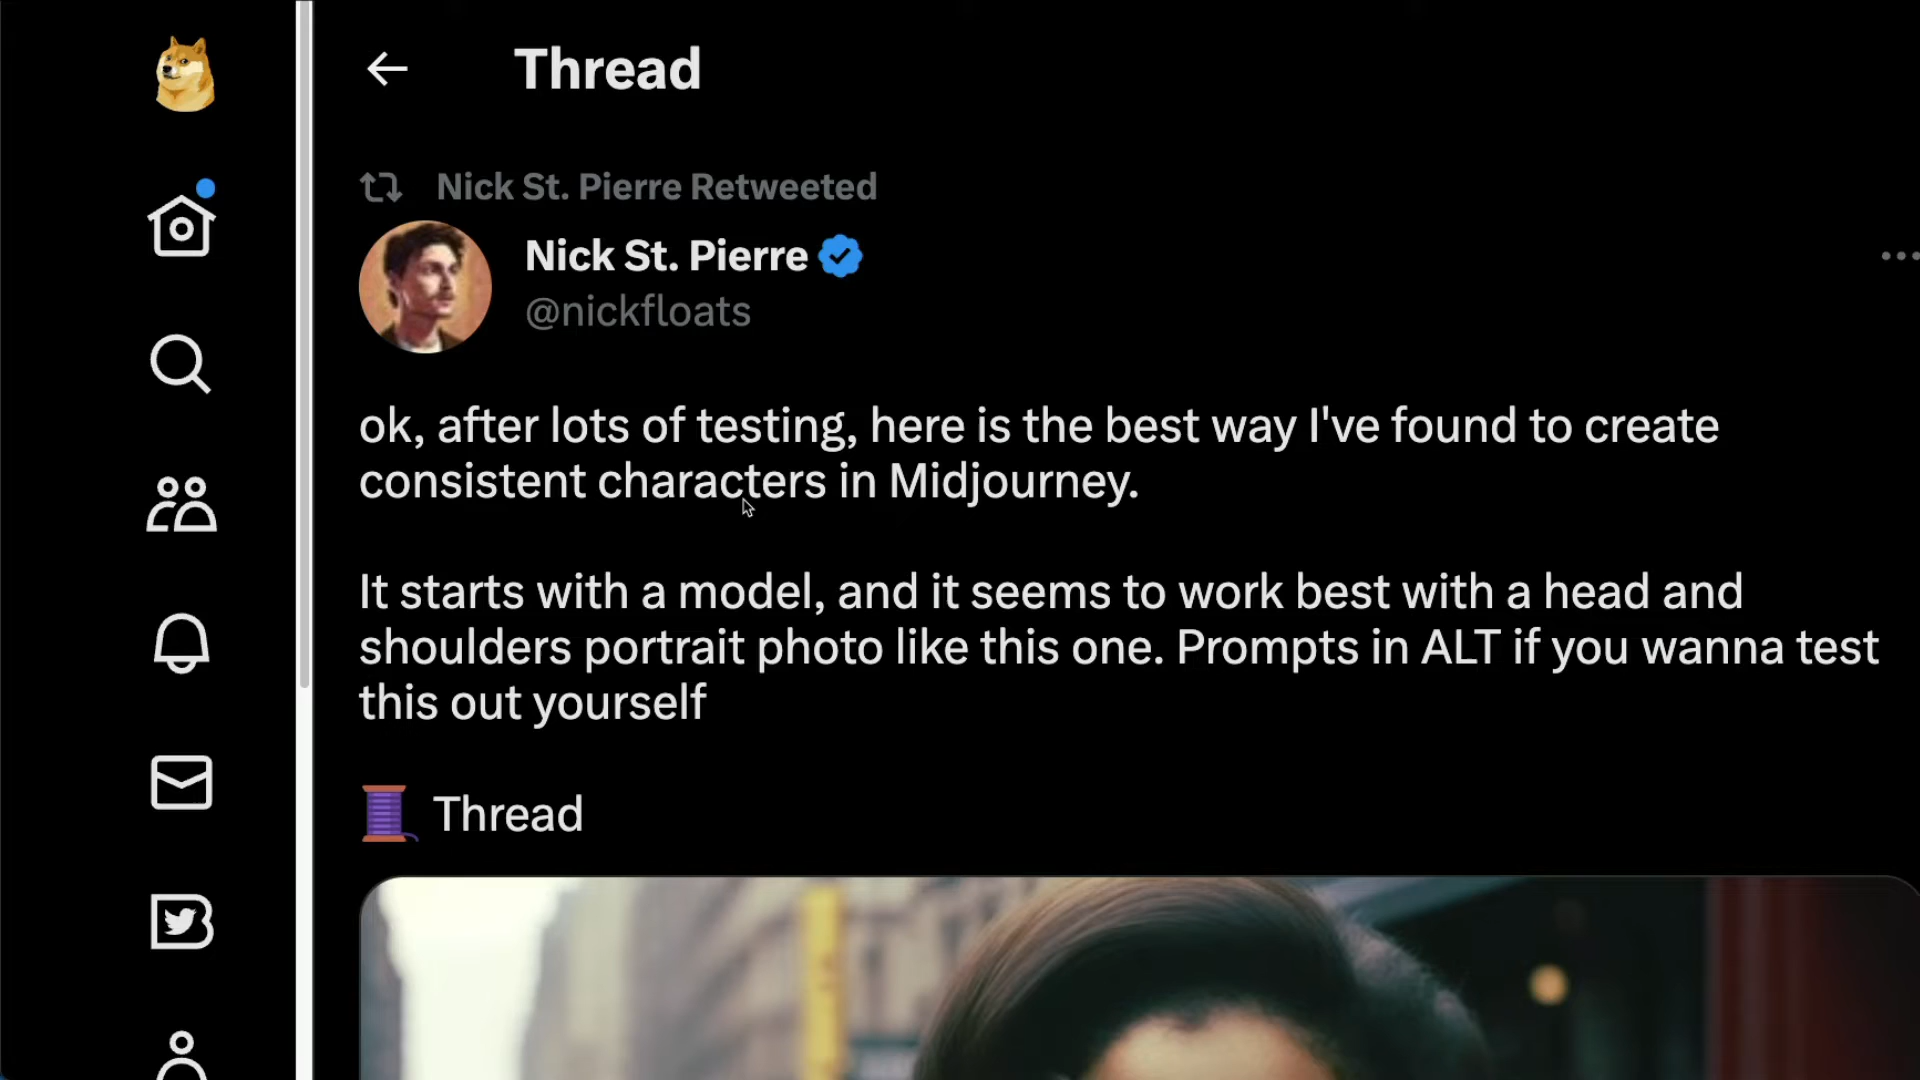 Thread
Nick St. Pierre Retweeted
Nick St. Pierre
@nickfloats
ok, after lots of testing, here is the best way I've found to create
consistent characters in Midjourney.
It starts with a model, and it seems to work best with a head and
shoulders portrait photo like this one. Prompts in ALT if you wanna test
this out yourself
Thread